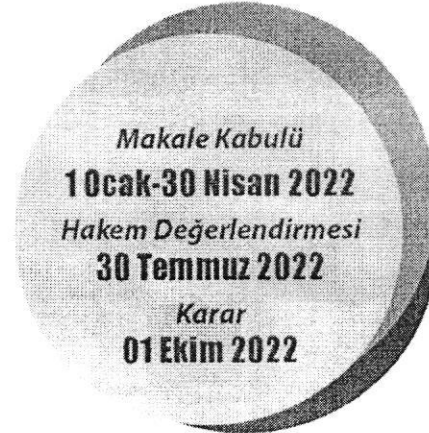 Makale Kabulü
1 Ocak-30 Nisan 2022
Hakem Değerlendirmesi
30 Temmuz 2022
Karar
01 Ekim 2022